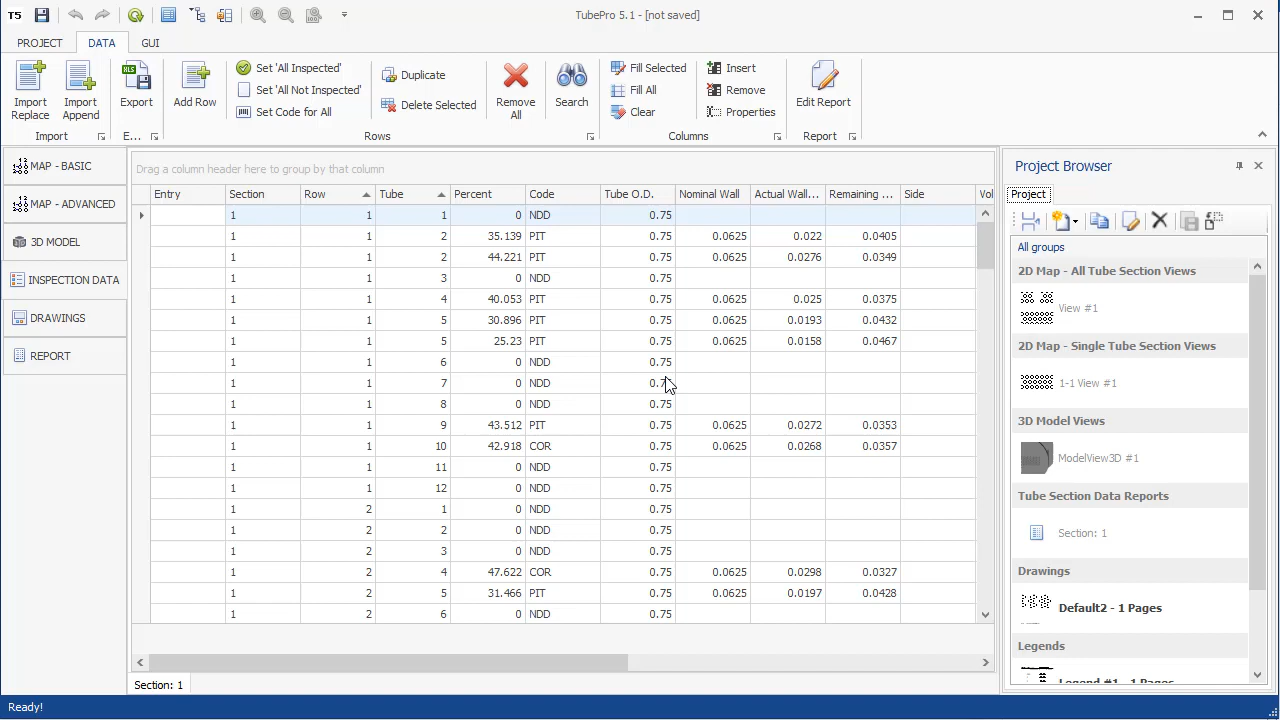 T5 TubePro 5.1 - [not saved]
PROJECT DATA GUI
Import Replace
Import Append
Import
XLS
Export
E...
Add Row
Set 'All Inspected'
Set 'All Not Inspected'
Set Code for All
Duplicate
Delete Selected
Rows
Remove All
Search
Fill Selected
Fill All
Clear
Insert
Remove
Properties
Columns
Edit Report
Report
MAP - BASIC
MAP - ADVANCED
3D MODEL
INSPECTION DATA
DRAWINGS
REPORT
Drag a column header here to group by that column
Entry Section Row Tube Percent Code Tube O.D. Nominal Wall Actual Wall... Remaining ... Side Vol
1 1 1 0 NDD 0.75
1 1 2 35.139 PIT 0.75 0.0625 0.022 0.0405
1 1 2 44.221 PIT 0.75 0.0625 0.0276 0.0349
1 1 3 0 NDD 0.75
1 1 4 40.053 PIT 0.75 0.0625 0.025 0.0375
1 1 5 30.896 PIT 0.75 0.0625 0.0193 0.0432
1 1 5 25.23 PIT 0.75 0.0625 0.0158 0.0467
1 1 6 0 NDD 0.75
1 1 7 0 NDD
1 1 8 0 NDD 0.75
1 1 9 43.512 PIT 0.75 0.0625 0.0272 0.0353
1 1 10 42.918 COR 0.75 0.0625 0.0268 0.0357
1 1 11 0 NDD 0.75
1 1 12 0 NDD 0.75
1 2 1 0 NDD 0.75
1 2 2 0 NDD 0.75
1 2 3 0 NDD 0.75
1 2 4 47.622 COR 0.75 0.0625 0.0298 0.0327
1 2 5 31.466 PIT 0.75 0.0625 0.0197 0.0428
1 2 6 0 NDD 0.75
Section: 1
Project Browser
Project
All groups
2D Map - All Tube Section Views
View #1
2D Map - Single Tube Section Views
1-1 View #1
3D Model Views
ModelView3D #1
Tube Section Data Reports
Section: 1
Drawings
Default2 - 1 Pages
Legends
Legend #1 - 1 Pages
Ready!